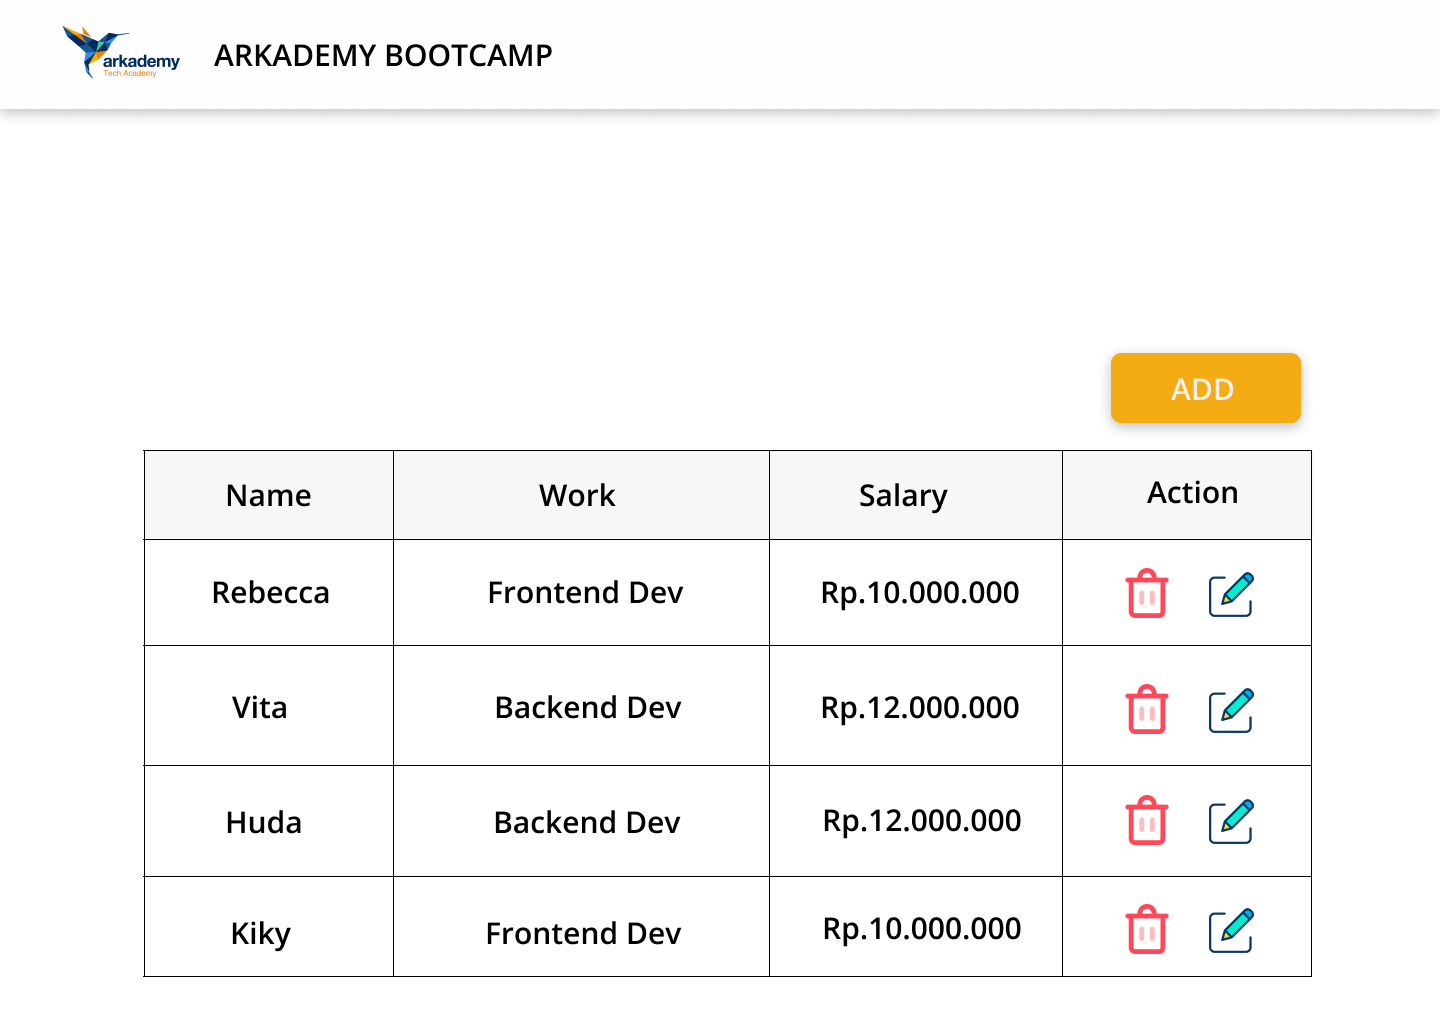 arkademy
Tech Academy
ARKADEMY BOOTCAMP
ADD
Name Work Salary Action
Rebecca Frontend Dev Rp.10.000.000
Vita Backend Dev Rp.12.000.000
Huda Backend Dev Rp.12.000.000
Kiky Frontend Dev Rp.10.000.000